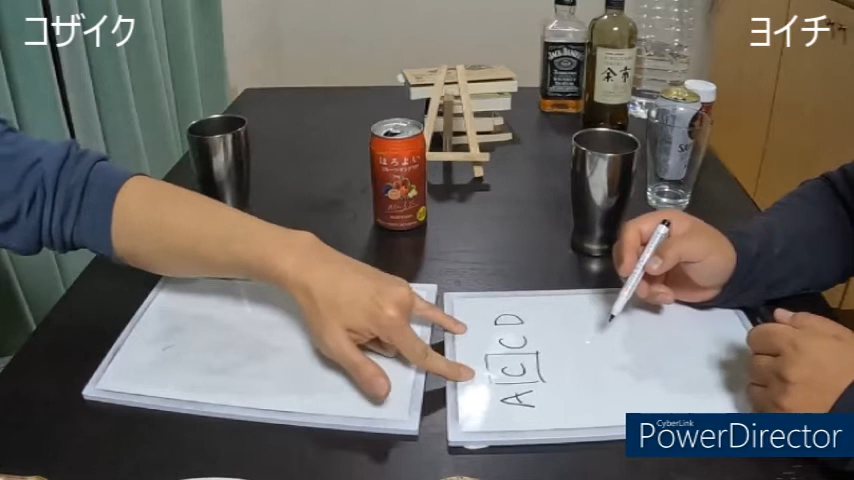 コザイク
ヨイチ
JACK DANIEL'S
余市
ほろよい
A C C D
CyberLink
PowerDirector